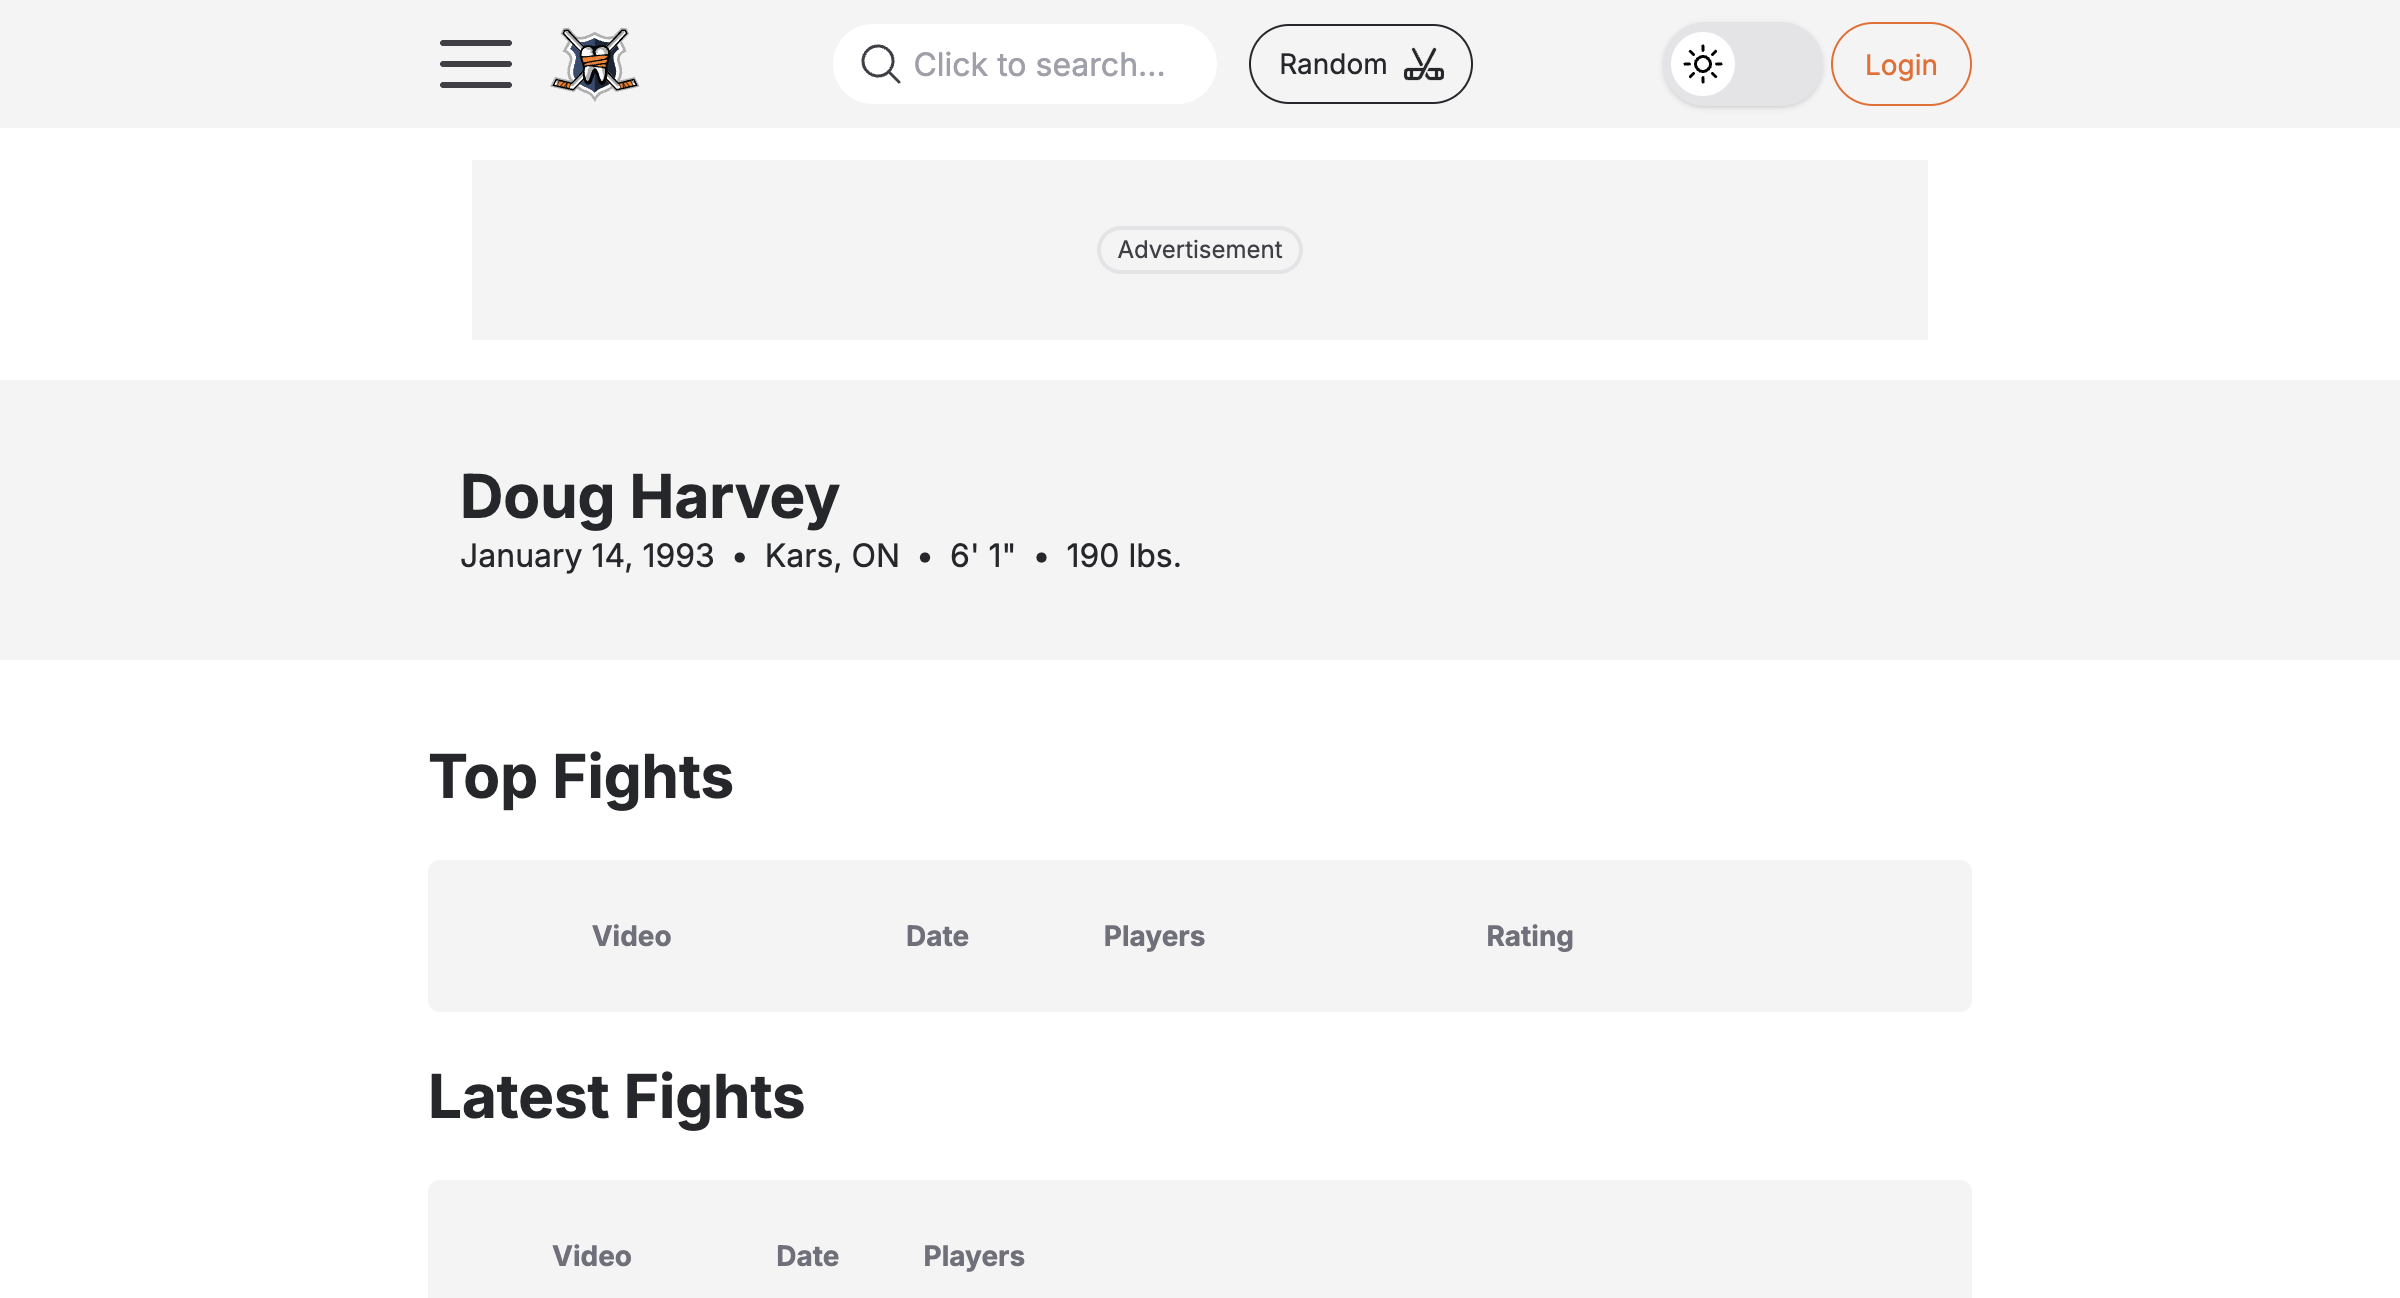 Click to search...
Random
Login
Advertisement
Doug Harvey
January 14, 1993 • Kars, ON • 6' 1" • 190 lbs.
Top Fights
Video Date Players Rating
Latest Fights
Video Date Players